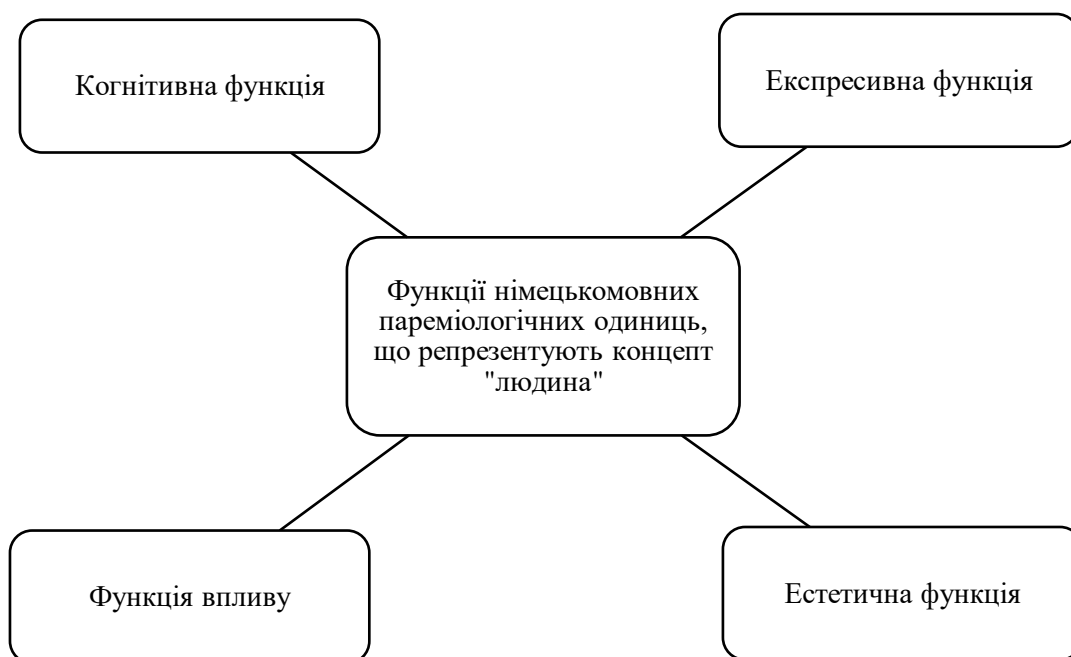 Когнітивна функція
Експресивна функція
Функції німецькомовних
пареміологічних одиниць,
що репрезентують концепт
"людина"
Функція впливу
Естетична функція